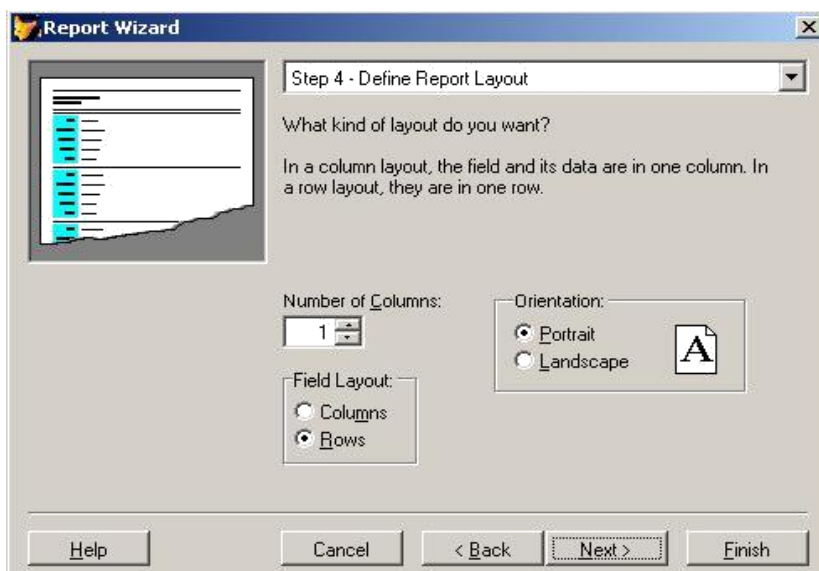 Report Wizard
Step 4 - Define Report Layout
What kind of layout do you want?
In a column layout, the field and its data are in one column. In
a row layout, they are in one row.
Number of Columns:
1
Orientation:
Portrait
Landscape
A
Field Layout:
Columns
Rows
Help
Cancel
< Back
Next >
Finish